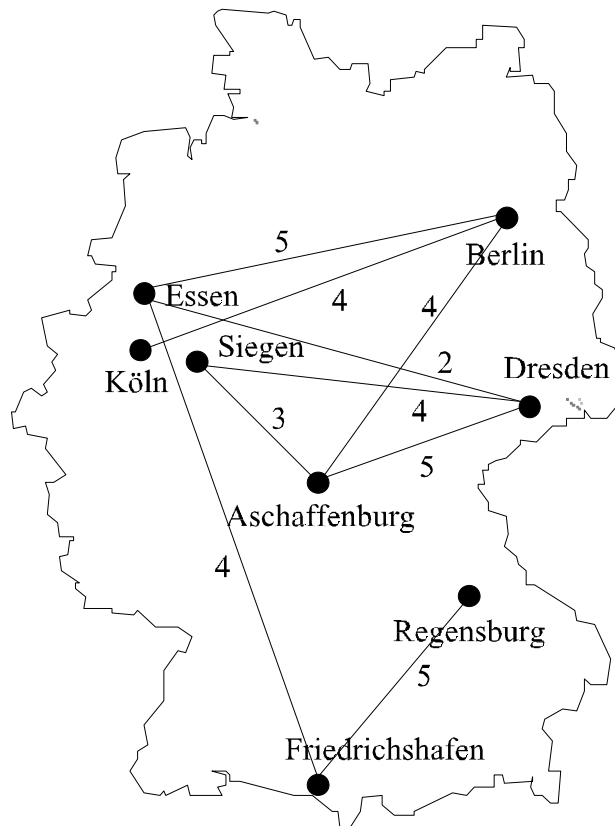 5
Berlin
Essen
4
4
Siegen
Köln
2
Dresden
3
4
5
Aschaffenburg
4
Regensburg
5
Friedrichshafen